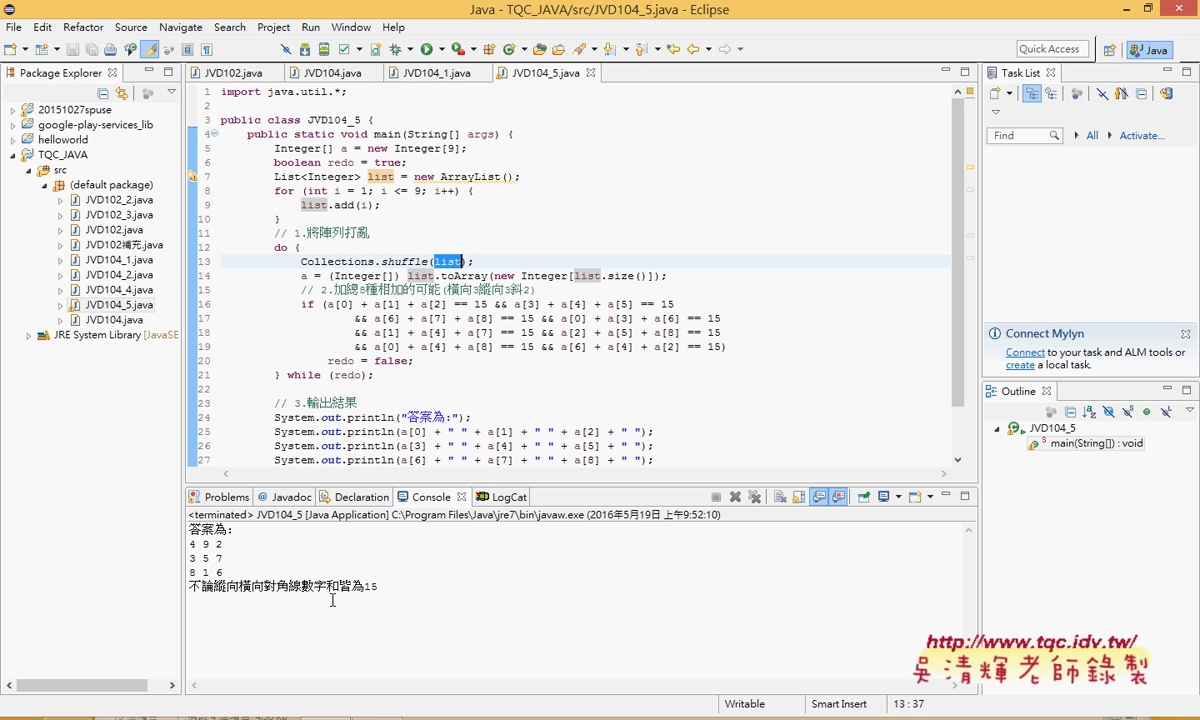 Java - TQC_JAVA/src/JVD104_5.java - Eclipse
File Edit Refactor Source Navigate Search Project Run Window Help
Quick Access Java
Package Explorer
20151027spuse
google-play-services_lib
helloworld
TQC_JAVA
src
(default package)
JVD102_2.java
JVD102_3.java
JVD102.java
JVD102補充.java
JVD104_1.java
JVD104_2.java
JVD104_4.java
JVD104_5.java
JVD104.java
JRE System Library [JavaSE
JVD102.java JVD104.java JVD104_1.java JVD104_5.java
1 import java.util.*;
2
3 public class JVD104_5 {
4 public static void main(String[] args) {
5 Integer[] a = new Integer[9];
6 boolean redo = true;
7 List<Integer> list = new ArrayList();
8 for (int i = 1; i <= 9; i++) {
9 list.add(i);
10 }
11 // 1.將陣列打亂
12 do {
13 Collections.shuffle(list);
14 a = (Integer[]) list.toArray(new Integer[list.size()]);
15 // 2.加總8種相加的可能(橫向3縱向3斜2)
16 if (a[0] + a[1] + a[2] == 15 && a[3] + a[4] + a[5] == 15
17 && a[6] + a[7] + a[8] == 15 && a[0] + a[3] + a[6] == 15
18 && a[1] + a[4] + a[7] == 15 && a[2] + a[5] + a[8] == 15
19 && a[0] + a[4] + a[8] == 15 && a[6] + a[4] + a[2] == 15)
20 redo = false;
21 } while (redo);
22
23 // 3.輸出結果
24 System.out.println("答案為:");
25 System.out.println(a[0] + " " + a[1] + " " + a[2] + " ");
26 System.out.println(a[3] + " " + a[4] + " " + a[5] + " ");
27 System.out.println(a[6] + " " + a[7] + " " + a[8] + " ");
Problems Javadoc Declaration Console LogCat
<terminated> JVD104_5 [Java Application] C:\Program Files\Java\jre7\bin\javaw.exe (2016年5月19日 上午9:52:10)
答案為:
4 9 2
3 5 7
8 1 6
不論縱向橫向對角線數字和皆為15
Task List
Find All Activate...
Connect Mylyn
Connect to your task and ALM tools or
create a local task.
Outline
JVD104_5
main(String[]) : void
http://www.tqc.idv.tw/
吳清輝老師錄製
Writable Smart Insert 13 : 37